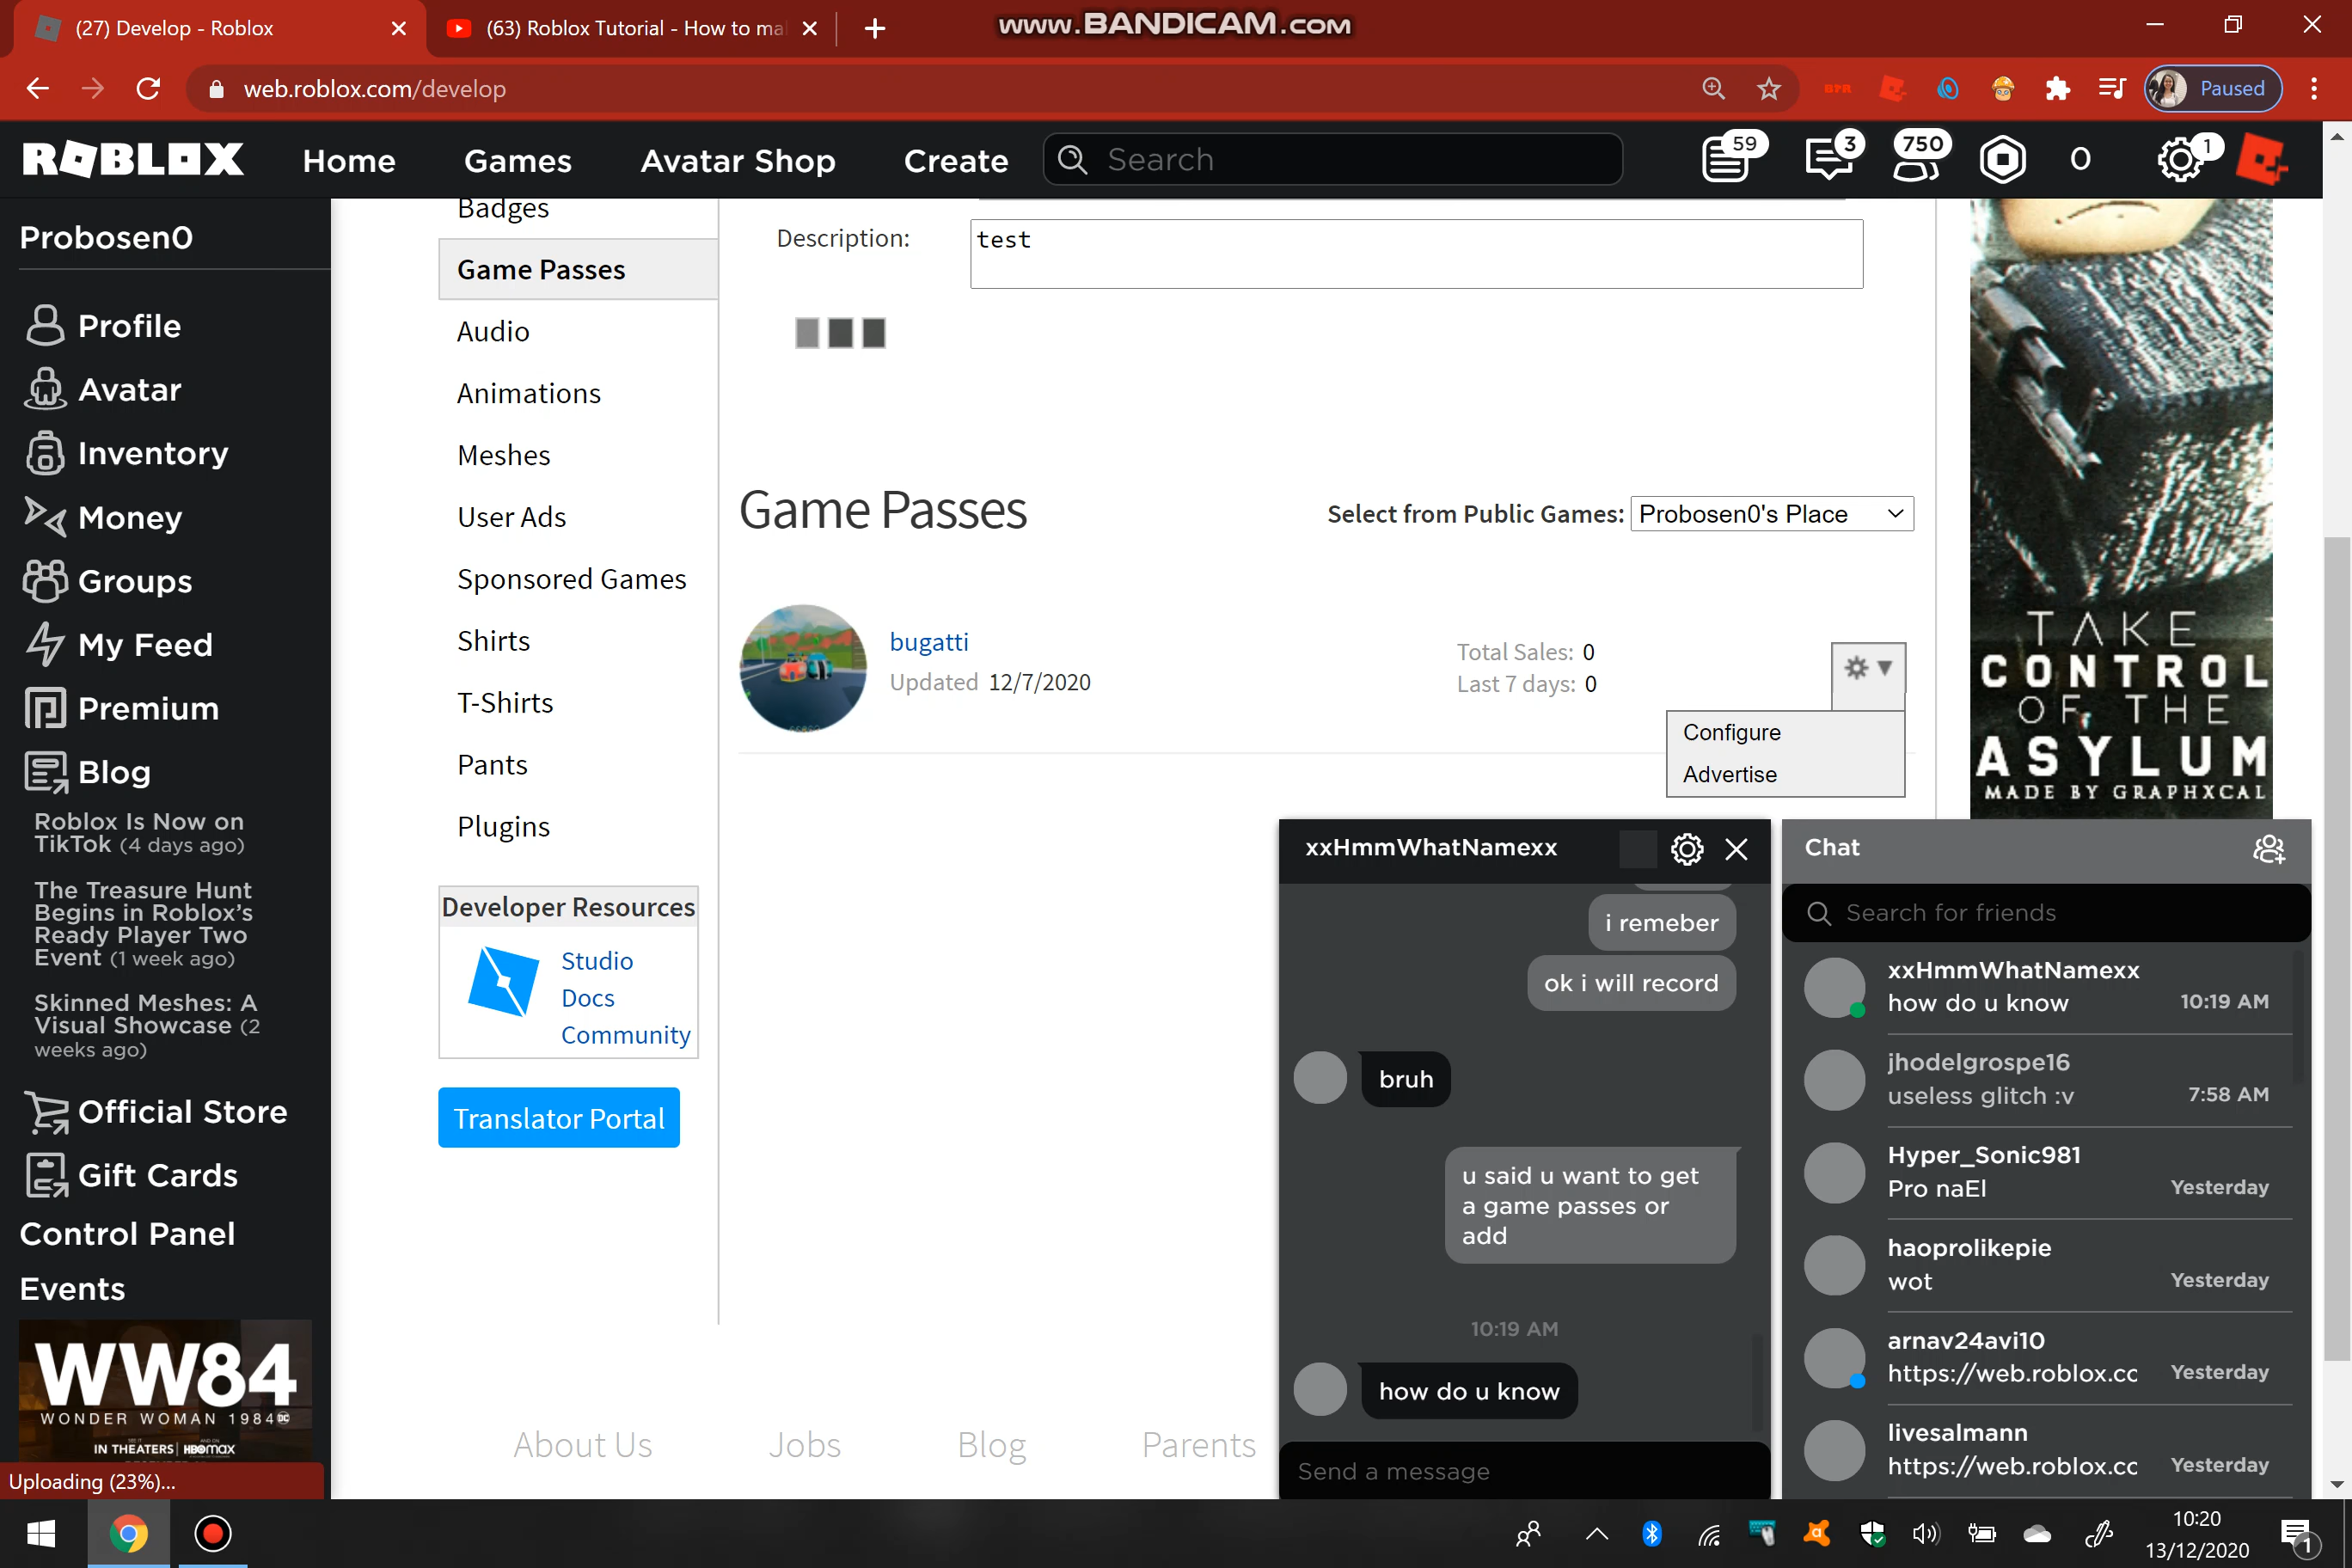 (27) Develop - Roblox
(63) Roblox Tutorial - How to ma
www.BANDICAM.com
web.roblox.com/develop
BPR
Paused
ROBLOX
Home
Games
Avatar Shop
Create
Search
59
3
750
0
1
Probosen0
Profile
Avatar
Inventory
Money
Groups
My Feed
Premium
Blog
Roblox Is Now on
TikTok (4 days ago)
The Treasure Hunt
Begins in Roblox's
Ready Player Two
Event (1 week ago)
Skinned Meshes: A
Visual Showcase (2
weeks ago)
Official Store
Gift Cards
Control Panel
Events
WW84
WONDER WOMAN 1984
IN THEATERS | HBOmax
Uploading (23%)...
Badges
Game Passes
Audio
Animations
Meshes
User Ads
Sponsored Games
Shirts
T-Shirts
Pants
Plugins
Developer Resources
Studio
Docs
Community
Translator Portal
Description:
test
Game Passes
Select from Public Games:
Probosen0's Place
bugatti
Updated 12/7/2020
Total Sales: 0
Last 7 days: 0
Configure
Advertise
TAKE
CONTROL
OF THE
ASYLUM
MADE BY GRAPHXCAL
About Us
Jobs
Blog
Parents
xxHmmWhatNamexx
i remeber
ok i will record
bruh
u said u want to get
a game passes or
add
10:19 AM
how do u know
Send a message
Chat
Search for friends
xxHmmWhatNamexx
how do u know
10:19 AM
jhodelgrospe16
useless glitch :v
7:58 AM
Hyper_Sonic981
Pro naEl
Yesterday
haoprolikepie
wot
Yesterday
arnav24avi10
https://web.roblox.cc
Yesterday
livesalmann
https://web.roblox.cc
Yesterday
10:20
13/12/2020
1